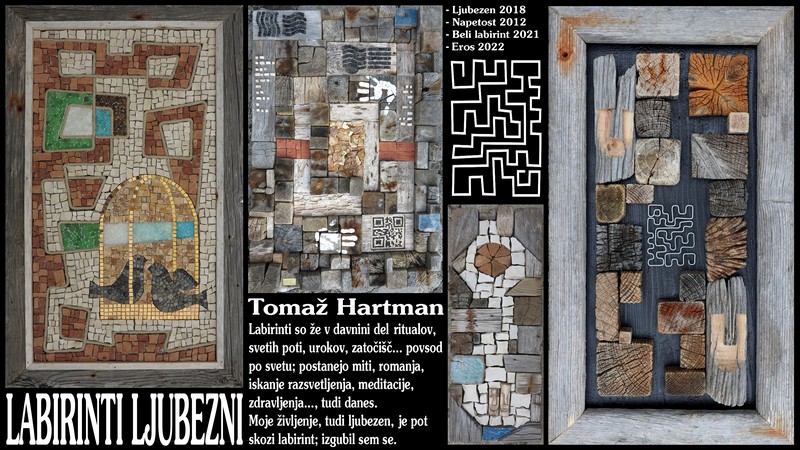 - Ljubezen 2018
- Napetost 2012
- Beli labirint 2021
- Eros 2022
Tomaž Hartman
Labirinti so že v davnini del ritualov,
svetih poti, urokov, zatočišč... povsod
po svetu; postanejo miti, romanja,
iskanje razsvetljenja, meditacije,
zdravljenja..., tudi danes.
Moje življenje, tudi ljubezen, je pot
skozi labirint; izgubil sem se.
LABIRINTI LJUBEZNI